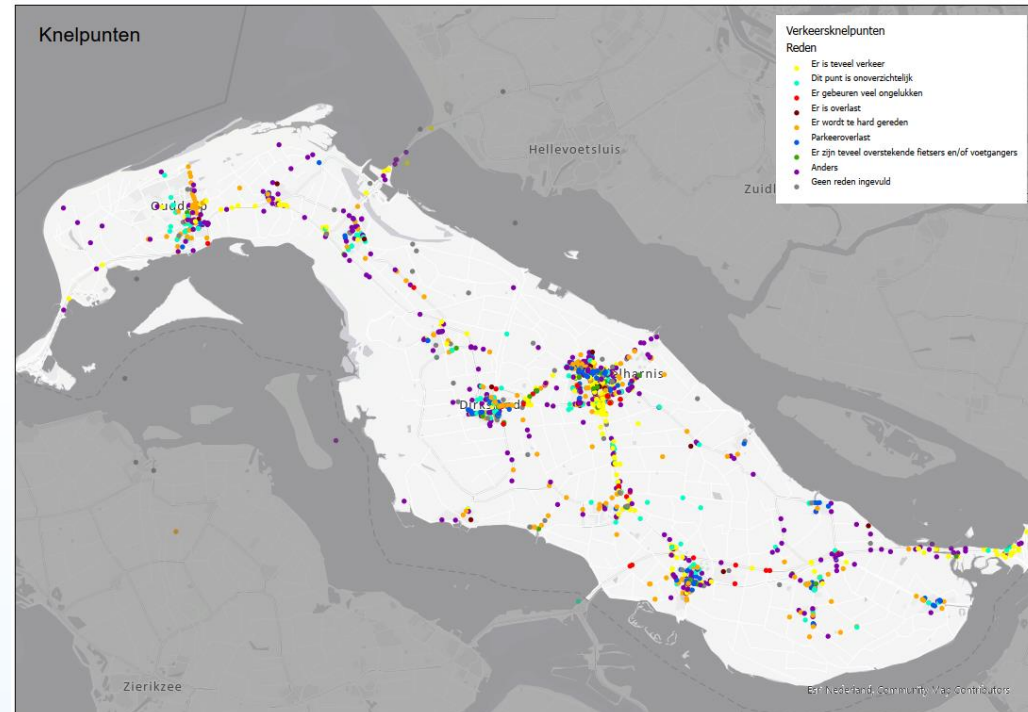 Knelpunten
Verkeersknelpunten
Reden
Er is teveel verkeer
Dit punt is onoverzichtelijk
Er gebeuren veel ongelukken
Er is overlast
Er wordt te hard gereden
Parkeeroverlast
Er zijn teveel overstekende fietsers en/of voetgangers
Anders
Geen reden ingevuld
Hellevoetsluis
Zierikzee
Esri Nederland, Community Map Contributors